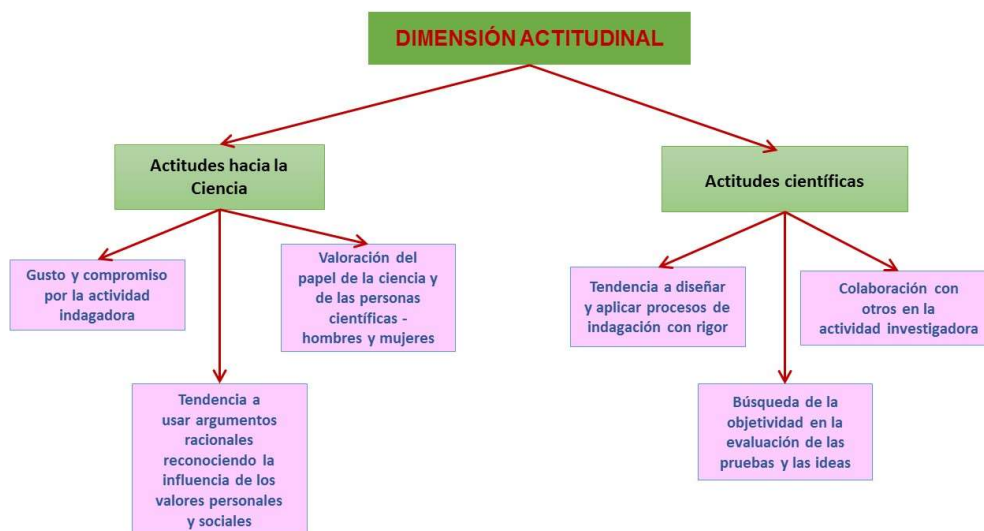 DIMENSIÓN ACTITUDINAL
Actitudes hacia la
Ciencia
Actitudes científicas
Gusto y compromiso
por la actividad
indagadora
Valoración del
papel de la ciencia y
de las personas
científicas -
hombres y mujeres
Tendencia a
usar argumentos
racionales
reconociendo la
influencia de los
valores personales
y sociales
Tendencia a diseñar
y aplicar procesos de
indagación con rigor
Colaboración con
otros en la
actividad investigadora
Búsqueda de la
objetividad en la
evaluación de las
pruebas y las ideas